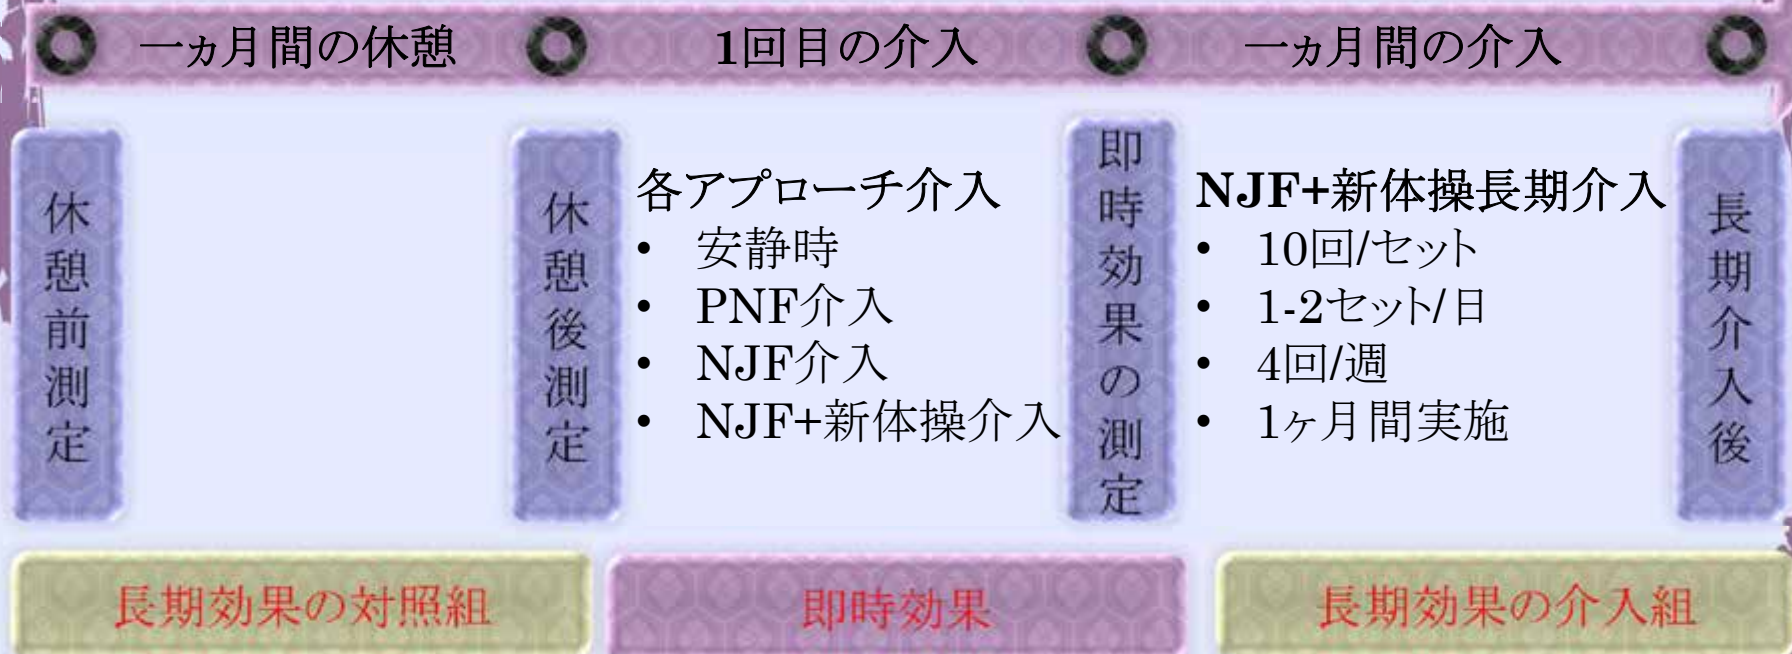 一ヵ月間の休憩
1回目の介入
一ヵ月間の介入
休憩前測定
休憩後測定
各アプローチ介入
• 安静時
• PNF介入
• NJF介入
• NJF+新体操介入
即時効果の測定
NJF+新体操長期介入
• 10回/セット
• 1-2セット/日
• 4回/週
• 1ヶ月間実施
長期介入後
長期効果の対照組
即時効果
長期効果の介入組